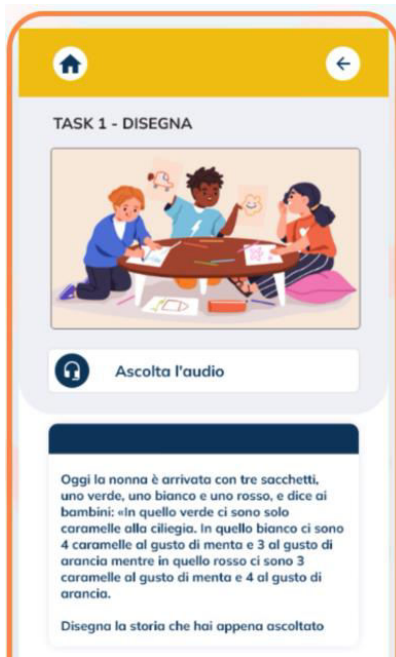 TASK 1 - DISEGNA
Ascolta l'audio
Oggi la nonna è arrivata con tre sacchetti,
uno verde, uno bianco e uno rosso, e dice ai
bambini: «In quello verde ci sono solo
caramelle alla ciliegia. In quello bianco ci sono
4 caramelle al gusto di menta e 3 al gusto di
arancia mentre in quello rosso ci sono 3
caramelle al gusto di menta e 4 al gusto di
arancia.
Disegna la storia che hai appena ascoltato